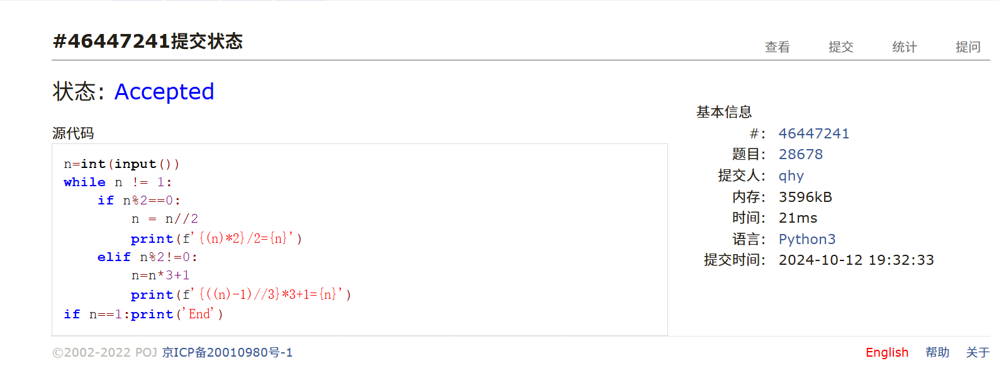 #46447241提交状态
查看 提交 统计 提问
状态: Accepted
源代码
n=int(input())
while n != 1:
    if n%2==0:
        n = n//2
        print(f'{(n)*2}/2={n}')
    elif n%2!=0:
        n=n*3+1
        print(f'{((n)-1)//3}*3+1={n}')
if n==1:print('End')
基本信息
#: 46447241
题目: 28678
提交人: qhy
内存: 3596kB
时间: 21ms
语言: Python3
提交时间: 2024-10-12 19:32:33
©2002-2022 POJ 京ICP备20010980号-1
English 帮助 关于